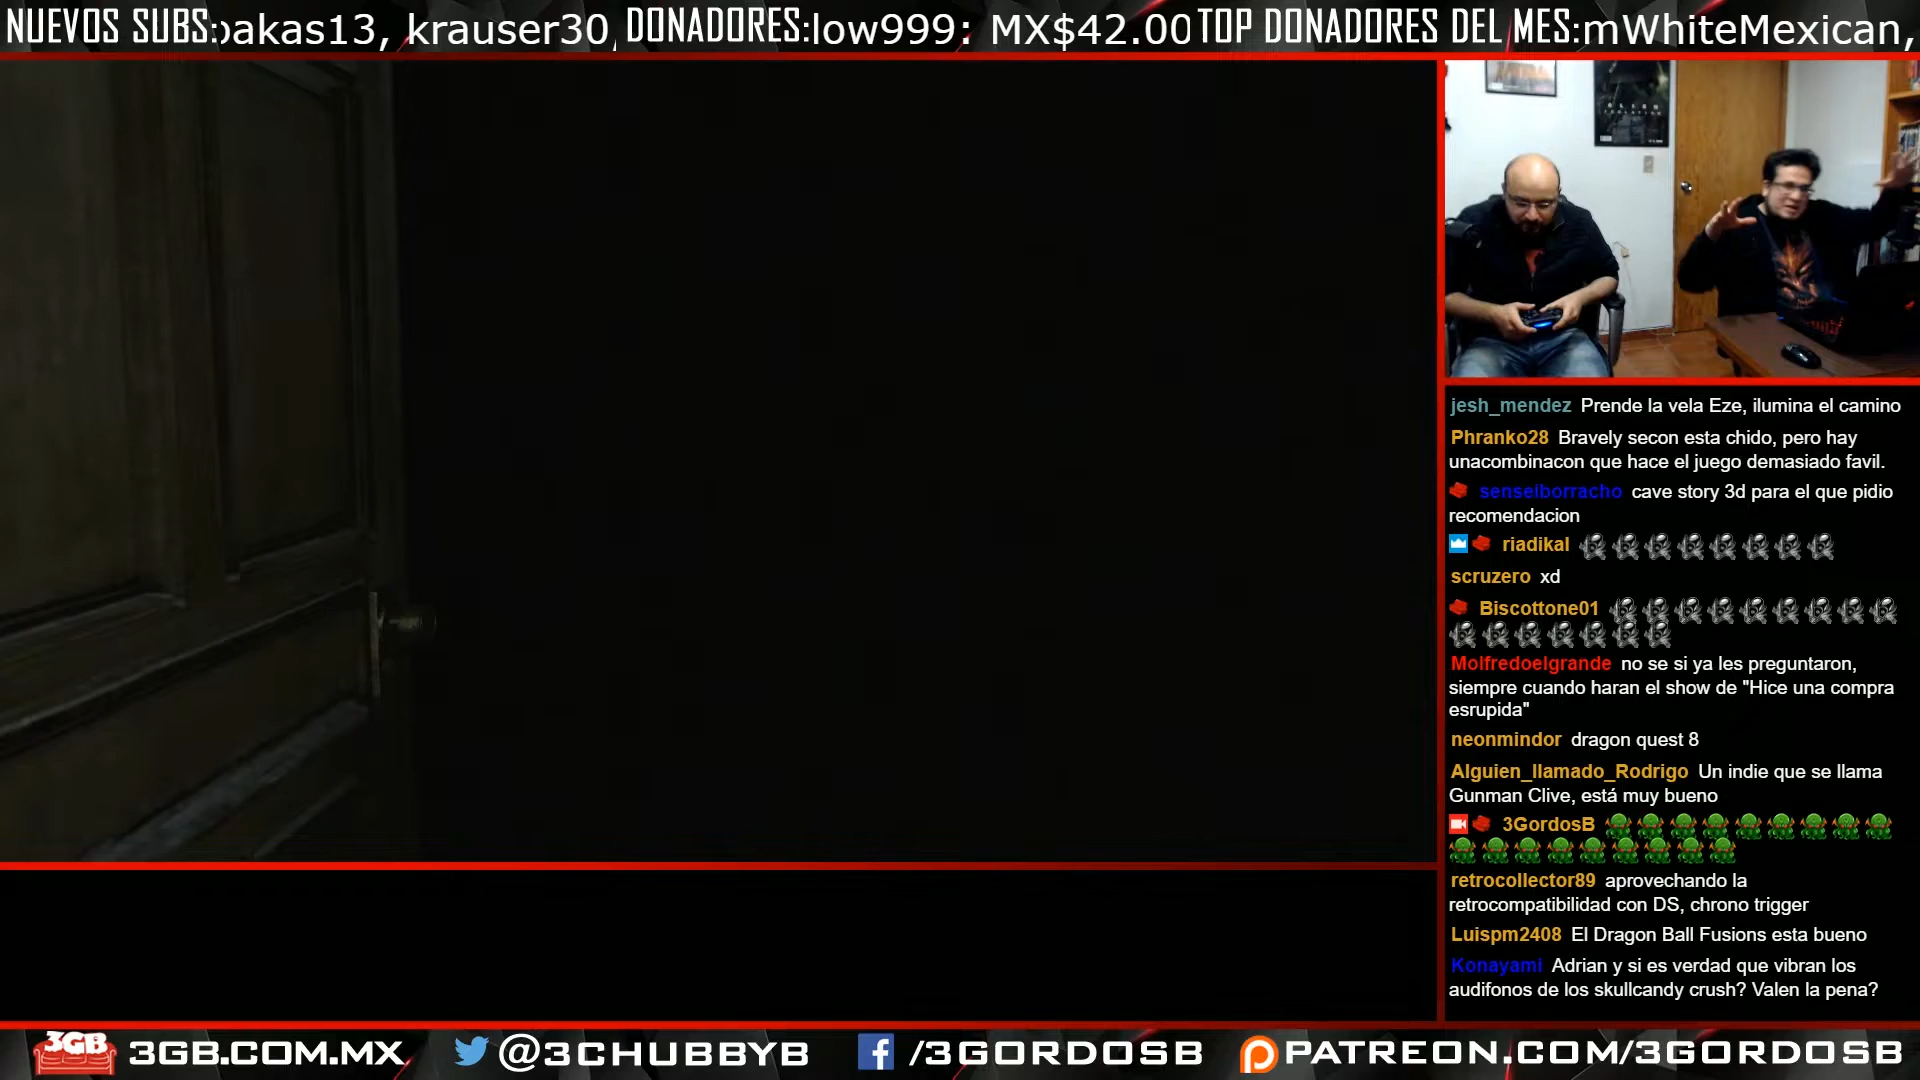 NUEVOS SUBS: bakas13, krauser30, DONADORES: low999: MX$42.00 TOP DONADORES DEL MES: mWhiteMexican,
ALIEN
ISOLATION
jesh_mendez Prende la vela Eze, ilumina el camino
Phranko28 Bravely secon esta chido, pero hay
unacombinacon que hace el juego demasiado favil.
senseiborracho cave story 3d para el que pidio
recomendacion
riadikal
scruzero xd
Biscottone01
Molfredoelgrande no se si ya les preguntaron,
siempre cuando haran el show de "Hice una compra
esrupida"
neonmindor dragon quest 8
Alguien_llamado_Rodrigo Un indie que se llama
Gunman Clive, está muy bueno
3GordosB
retrocollector89 aprovechando la
retrocompatibilidad con DS, chrono trigger
Luispm2408 El Dragon Ball Fusions esta bueno
Konayami Adrian y si es verdad que vibran los
audifonos de los skullcandy crush? Valen la pena?
3GB 3GB.COM.MX @3CHUBBYB /3GORDOSB PATREON.COM/3GORDOSB